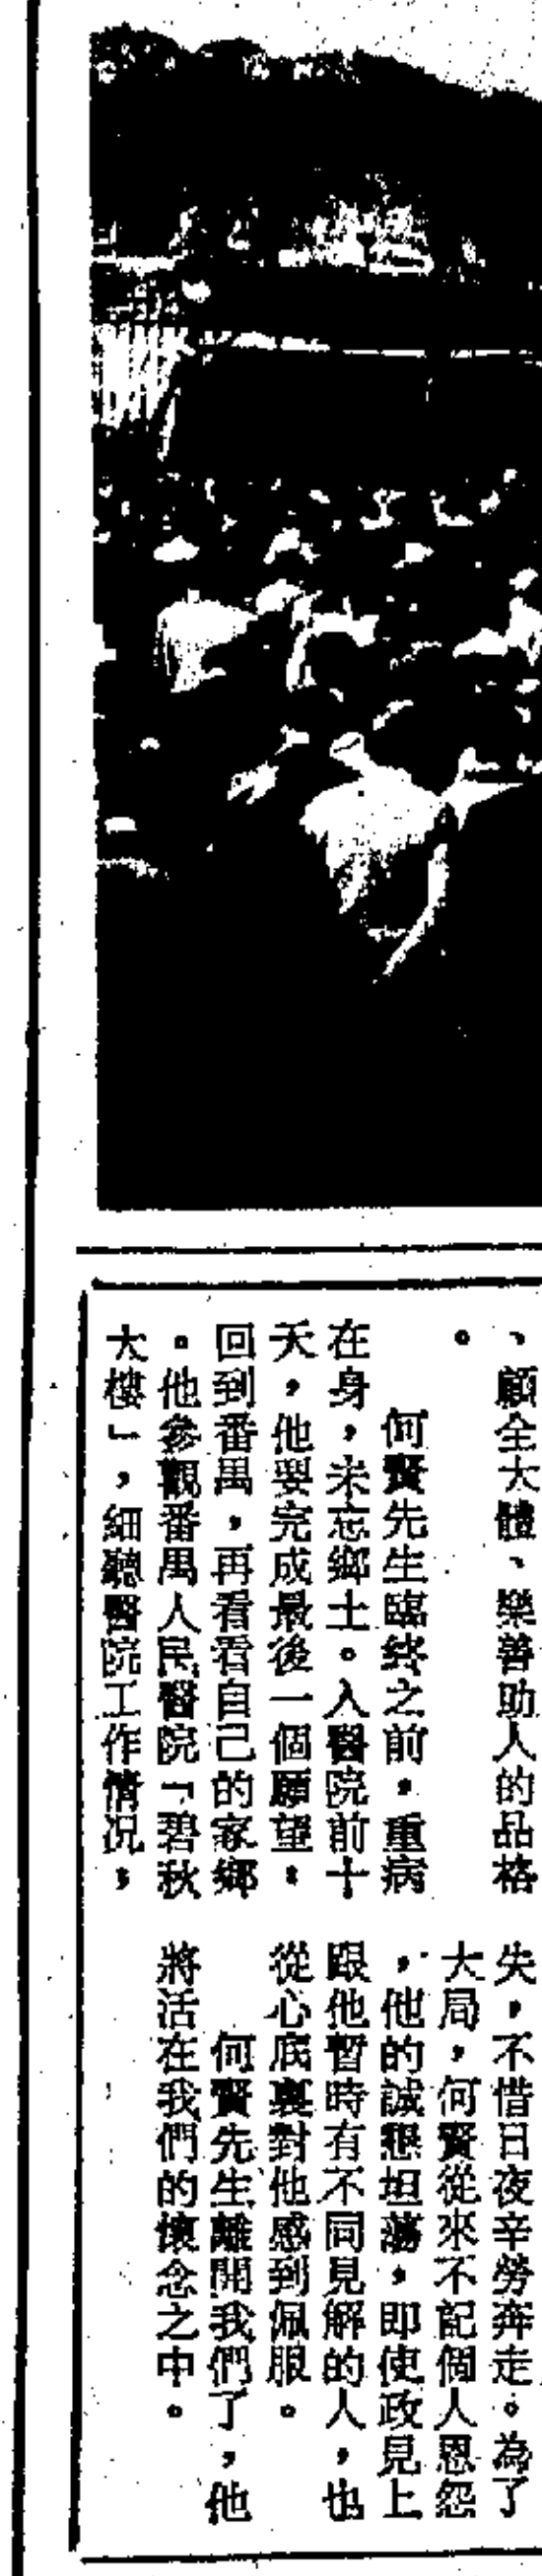 、顧全大體、樂善助人的品格
。
何賢先生臨終之前，重病
在身，未忘鄉土。入醫院前十
天，他要完成最後一個願望，
回到番禺，再看看自己的家鄉
。他參觀番禺人民醫院「碧秋
大樓」，細聽醫院工作情況，
失，不惜日夜辛勞奔走。為了
大局，何賢從來不記個人恩怨
，他的誠懇坦蕩，即使政見上
跟他暫時有不同見解的人，也
從心底裏對他感到佩服。
何賢先生離開我們了，他
將活在我們的懷念之中。